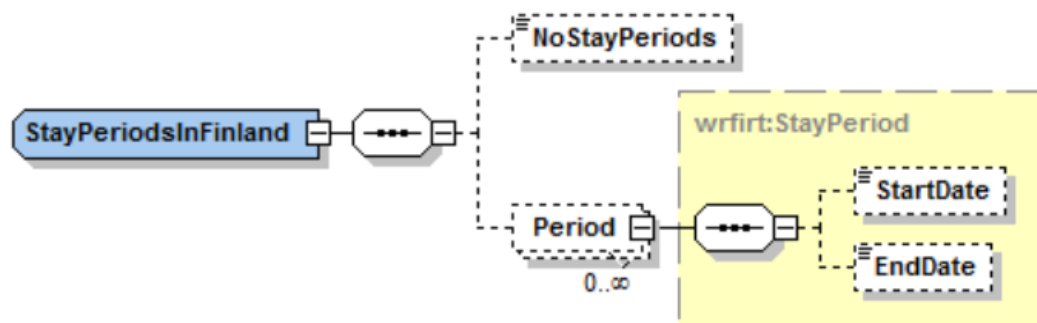 NoStayPeriods
StayPeriodsInFinland
wrfirt:StayPeriod
StartDate
Period
EndDate
0..∞